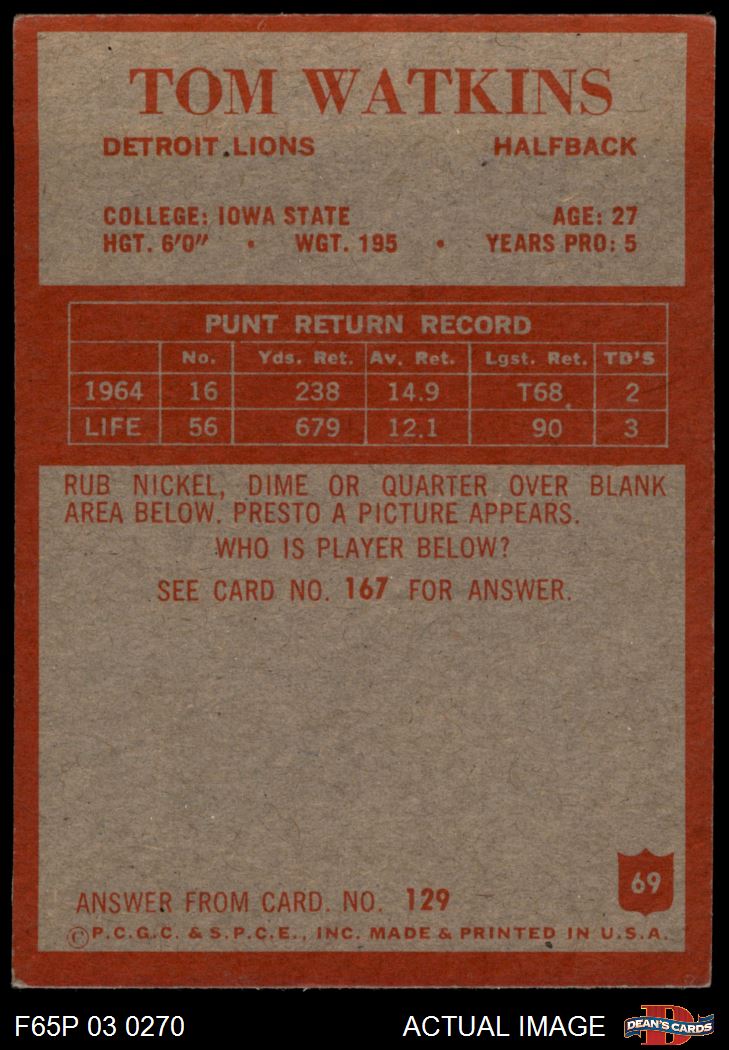 TOM WATKINS
DETROIT LIONS HALFBACK
COLLEGE: IOWA STATE AGE: 27
HGT. 6'0" • WGT. 195 • YEARS PRO: 5
PUNT RETURN RECORD
No. Yds. Ret. Av. Ret. Lgst. Ret. TD'S
1964 16 238 14.9 T68 2
LIFE 56 679 12.1 90 3
RUB NICKEL, DIME OR QUARTER OVER BLANK
AREA BELOW. PRESTO A PICTURE APPEARS.
WHO IS PLAYER BELOW?
SEE CARD NO. 167 FOR ANSWER.
69
ANSWER FROM CARD. NO. 129
© P.C.G.C. & S.P.C.E., INC. MADE & PRINTED IN U.S.A.
F65P 03 0270 ACTUAL IMAGE D DEAN'S CARDS